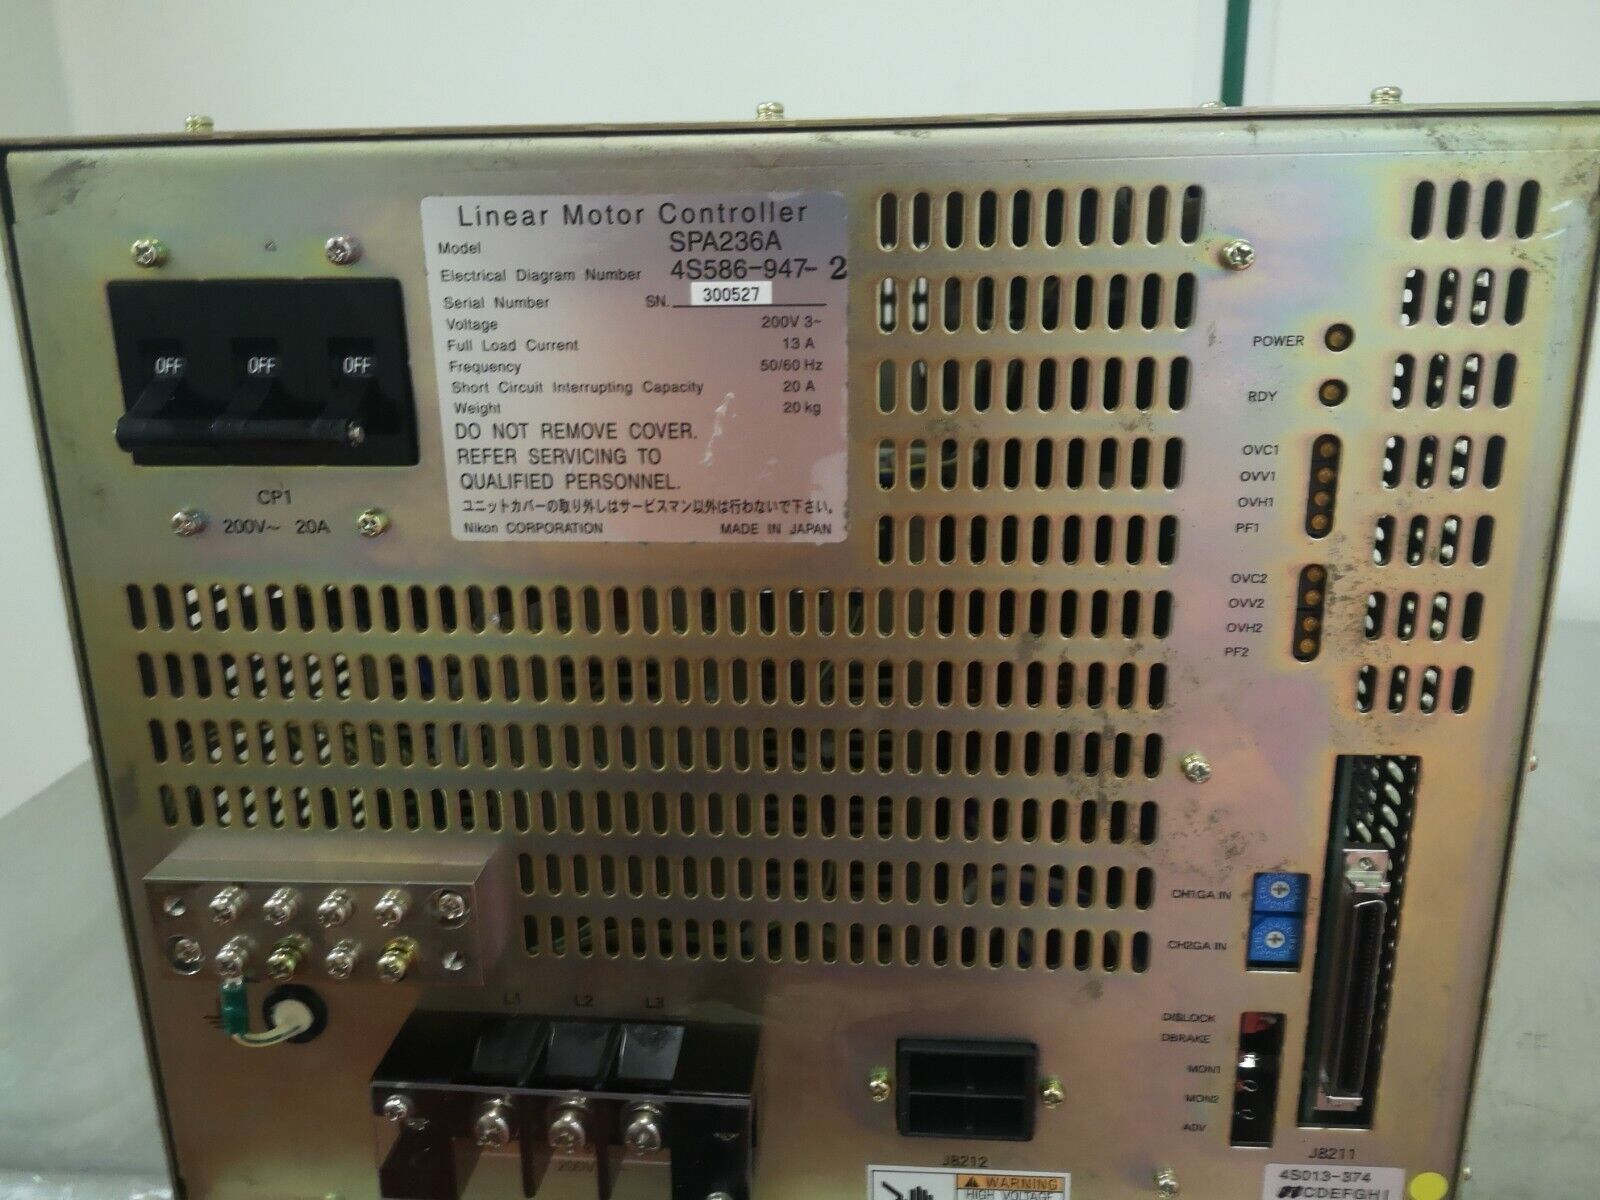 Linear Motor Controller
Model SPA236A
Electrical Diagram Number 4S586-947-2
Serial Number SN. 300527
Voltage 200V 3~
Full Load Current 13 A
Frequency 50/60 Hz
Short Circuit Interrupting Capacity 20 A
Weight 20 kg
DO NOT REMOVE COVER.
REFER SERVICING TO
QUALIFIED PERSONNEL.
ユニットカバーの取り外しはサービスマン以外は行わないで下さい。
Nikon CORPORATION MADE IN JAPAN
OFF OFF OFF
CP1
200V~ 20A
POWER
RDY
OVC1
OVV1
OVH1
PF1
OVC2
OVV2
OVH2
PF2
CH1GA IN
CH2GA IN
DISLOCK
DBRAKE
MON1
MON2
ADV
L1 L2 L3
200V
J8212
J8211
WARNING
HIGH VOLTAGE
4S013-374
CDEFGHI